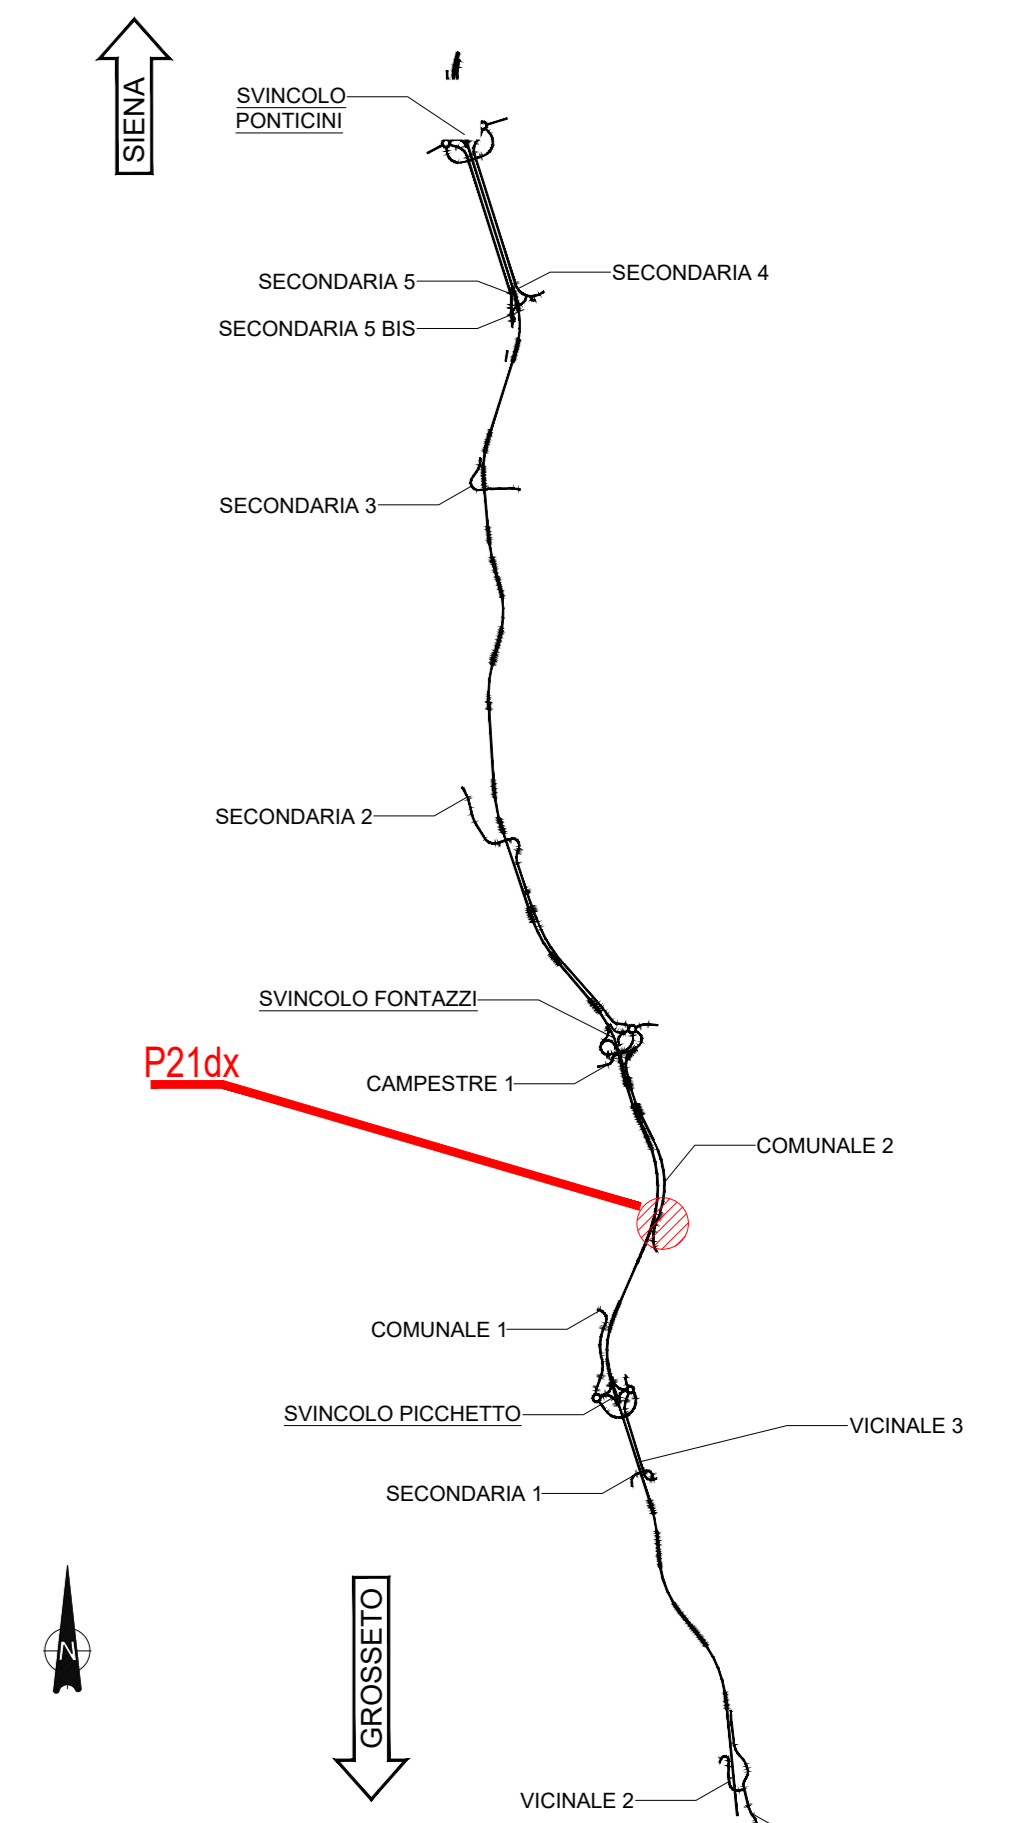 SIENA
SVINCOLO
PONTICINI
SECONDARIA 5
SECONDARIA 4
SECONDARIA 5 BIS
SECONDARIA 3
SECONDARIA 2
SVINCOLO FONTAZZI
P21dx
CAMPESTRE 1
COMUNALE 2
COMUNALE 1
SVINCOLO PICCHETTO
VICINALE 3
SECONDARIA 1
N
GROSSETO
VICINALE 2